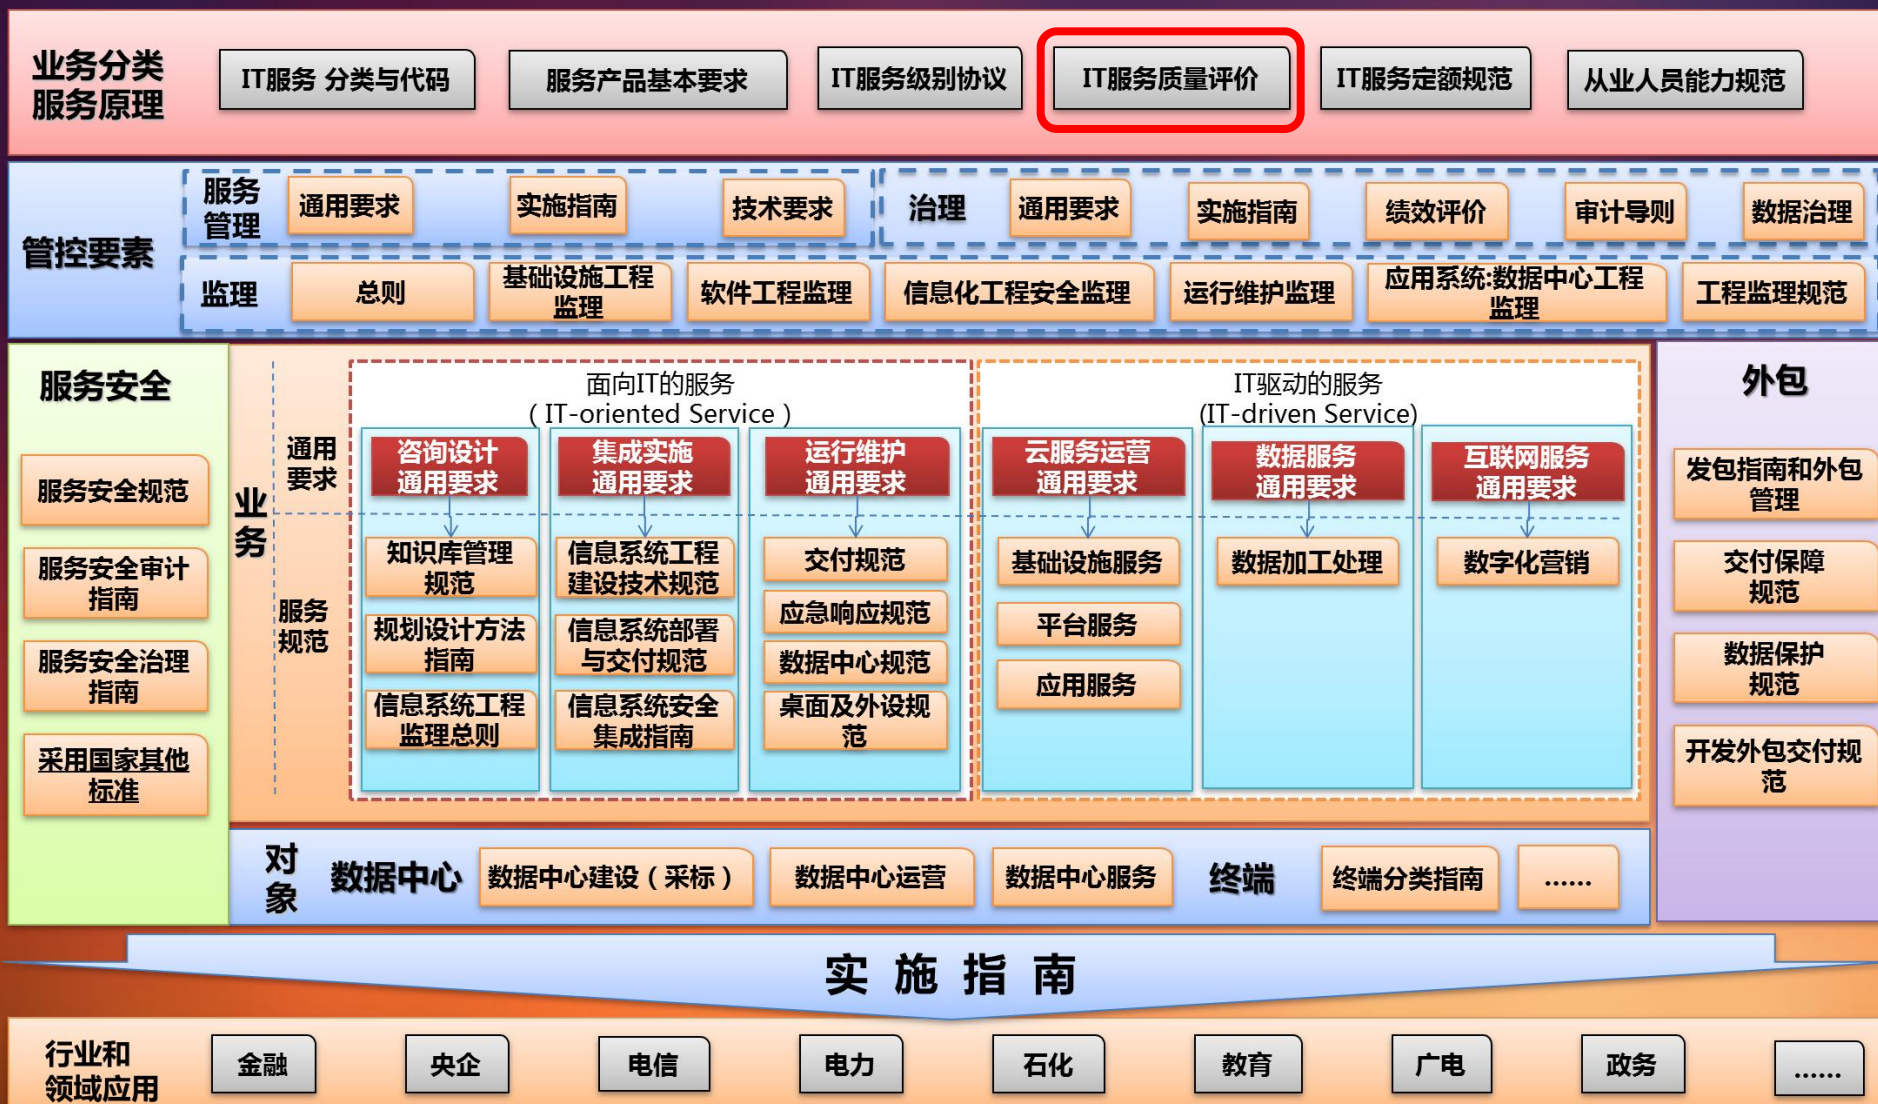 业务分类
服务原理
IT服务 分类与代码
服务产品基本要求
IT服务级别协议
IT服务质量评价
IT服务定额规范
从业人员能力规范
管控要素
服务
管理
通用要求
实施指南
技术要求
治理
通用要求
实施指南
绩效评价
审计导则
数据治理
监理
总则
基础设施工程
监理
软件工程监理
信息化工程安全监理
运行维护监理
应用系统:数据中心工程
监理
工程监理规范
服务安全
服务安全规范
服务安全审计
指南
服务安全治理
指南
采用国家其他
标准
业
务
通用
要求
服务
规范
面向IT的服务
（IT-oriented Service）
咨询设计
通用要求
知识库管理
规范
规划设计方法
指南
信息系统工程
监理总则
集成实施
通用要求
信息系统工程
建设技术规范
信息系统部署
与交付规范
信息系统安全
集成指南
运行维护
通用要求
交付规范
应急响应规范
数据中心规范
桌面及外设规
范
IT驱动的服务
(IT-driven Service)
云服务运营
通用要求
基础设施服务
平台服务
应用服务
数据服务
通用要求
数据加工处理
互联网服务
通用要求
数字化营销
外包
发包指南和外包
管理
交付保障
规范
数据保护
规范
开发外包交付规
范
对
象
数据中心
数据中心建设（采标）
数据中心运营
数据中心服务
终端
终端分类指南
……
实 施 指 南
行业和
领域应用
金融
央企
电信
电力
石化
教育
广电
政务
……